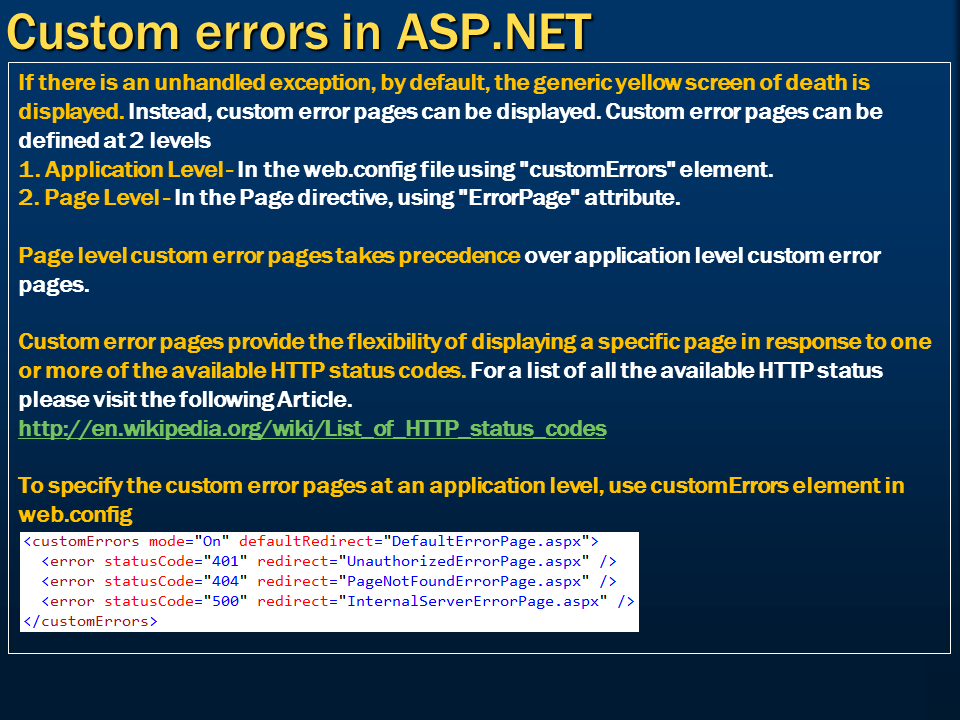 Custom errors in ASP.NET
If there is an unhandled exception, by default, the generic yellow screen of death is
displayed. Instead, custom error pages can be displayed. Custom error pages can be
defined at 2 levels
1. Application Level - In the web.config file using "customErrors" element.
2. Page Level - In the Page directive, using "ErrorPage" attribute.
Page level custom error pages takes precedence over application level custom error
pages.
Custom error pages provide the flexibility of displaying a specific page in response to one
or more of the available HTTP status codes. For a list of all the available HTTP status
please visit the following Article.
http://en.wikipedia.org/wiki/List_of_HTTP_status_codes
To specify the custom error pages at an application level, use customErrors element in
web.config
<customErrors mode="On" defaultRedirect="DefaultErrorPage.aspx">
  <error statusCode="401" redirect="UnauthorizedErrorPage.aspx" />
  <error statusCode="404" redirect="PageNotFoundErrorPage.aspx" />
  <error statusCode="500" redirect="InternalServerErrorPage.aspx" />
</customErrors>